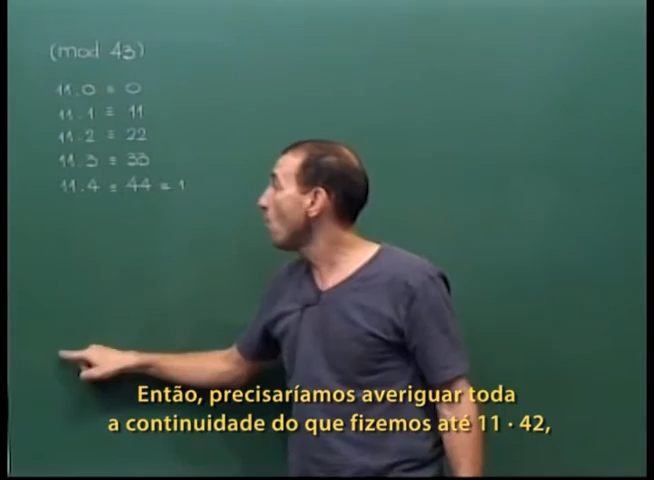 (mod 43)
11.0 ≡ 0
11.1 ≡ 11
11.2 ≡ 22
11.3 ≡ 33
11.4 ≡ 44 ≡ 1
Então, precisaríamos averiguar toda
a continuidade do que fizemos até 11 · 42,